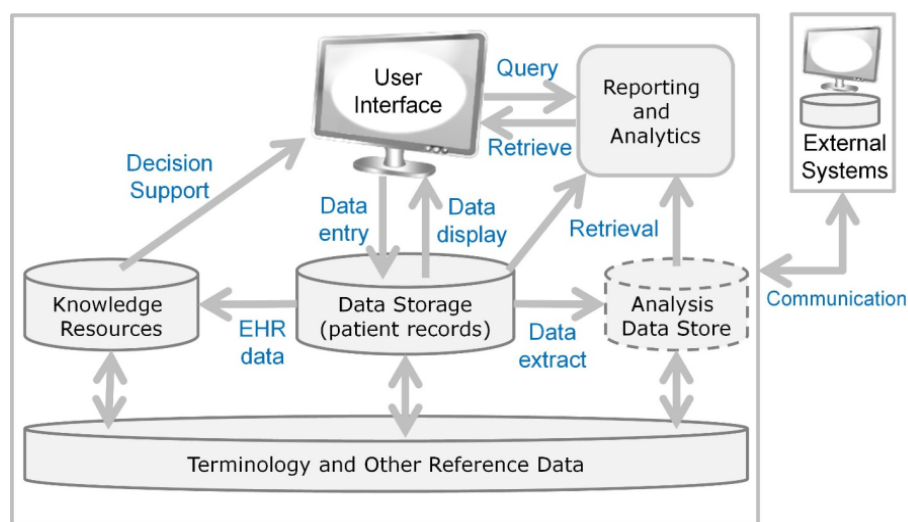 User
Interface
Query
Reporting
and
Analytics
Retrieve
External
Systems
Decision
Support
Data
entry
Data
display
Retrieval
Communication
Knowledge
Resources
EHR
data
Data Storage
(patient records)
Data
extract
Analysis
Data Store
Terminology and Other Reference Data